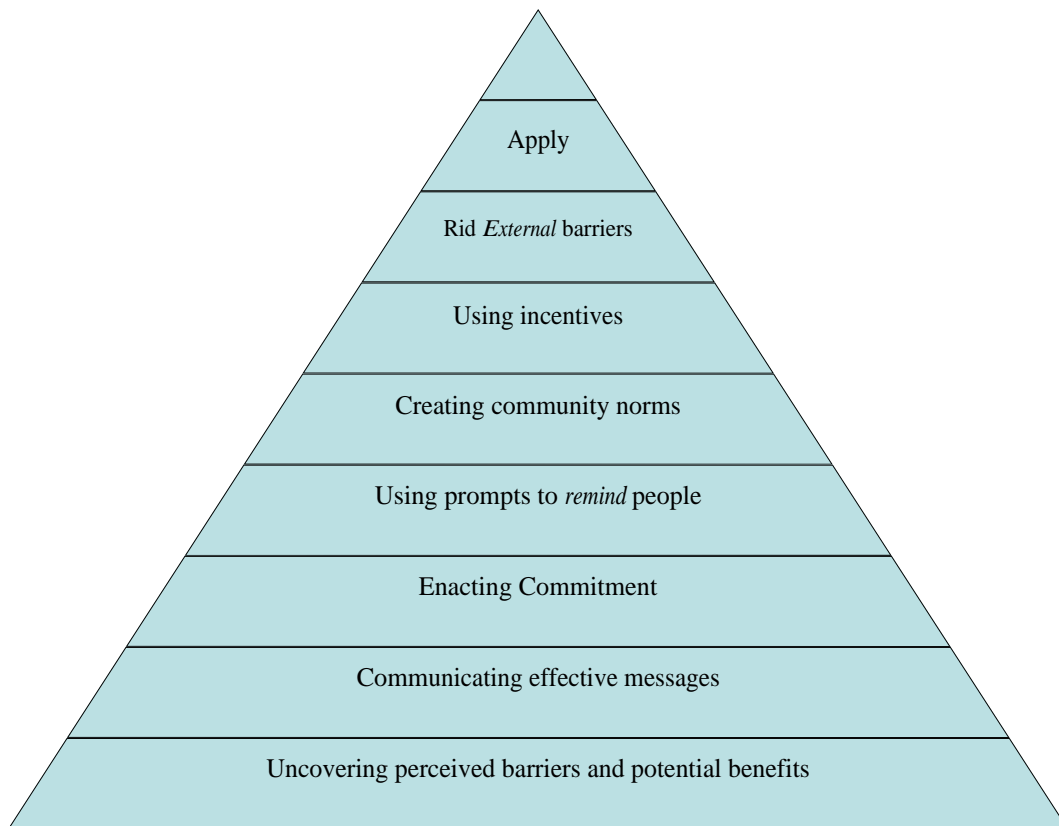 Apply
Rid External barriers
Using incentives
Creating community norms
Using prompts to remind people
Enacting Commitment
Communicating effective messages
Uncovering perceived barriers and potential benefits